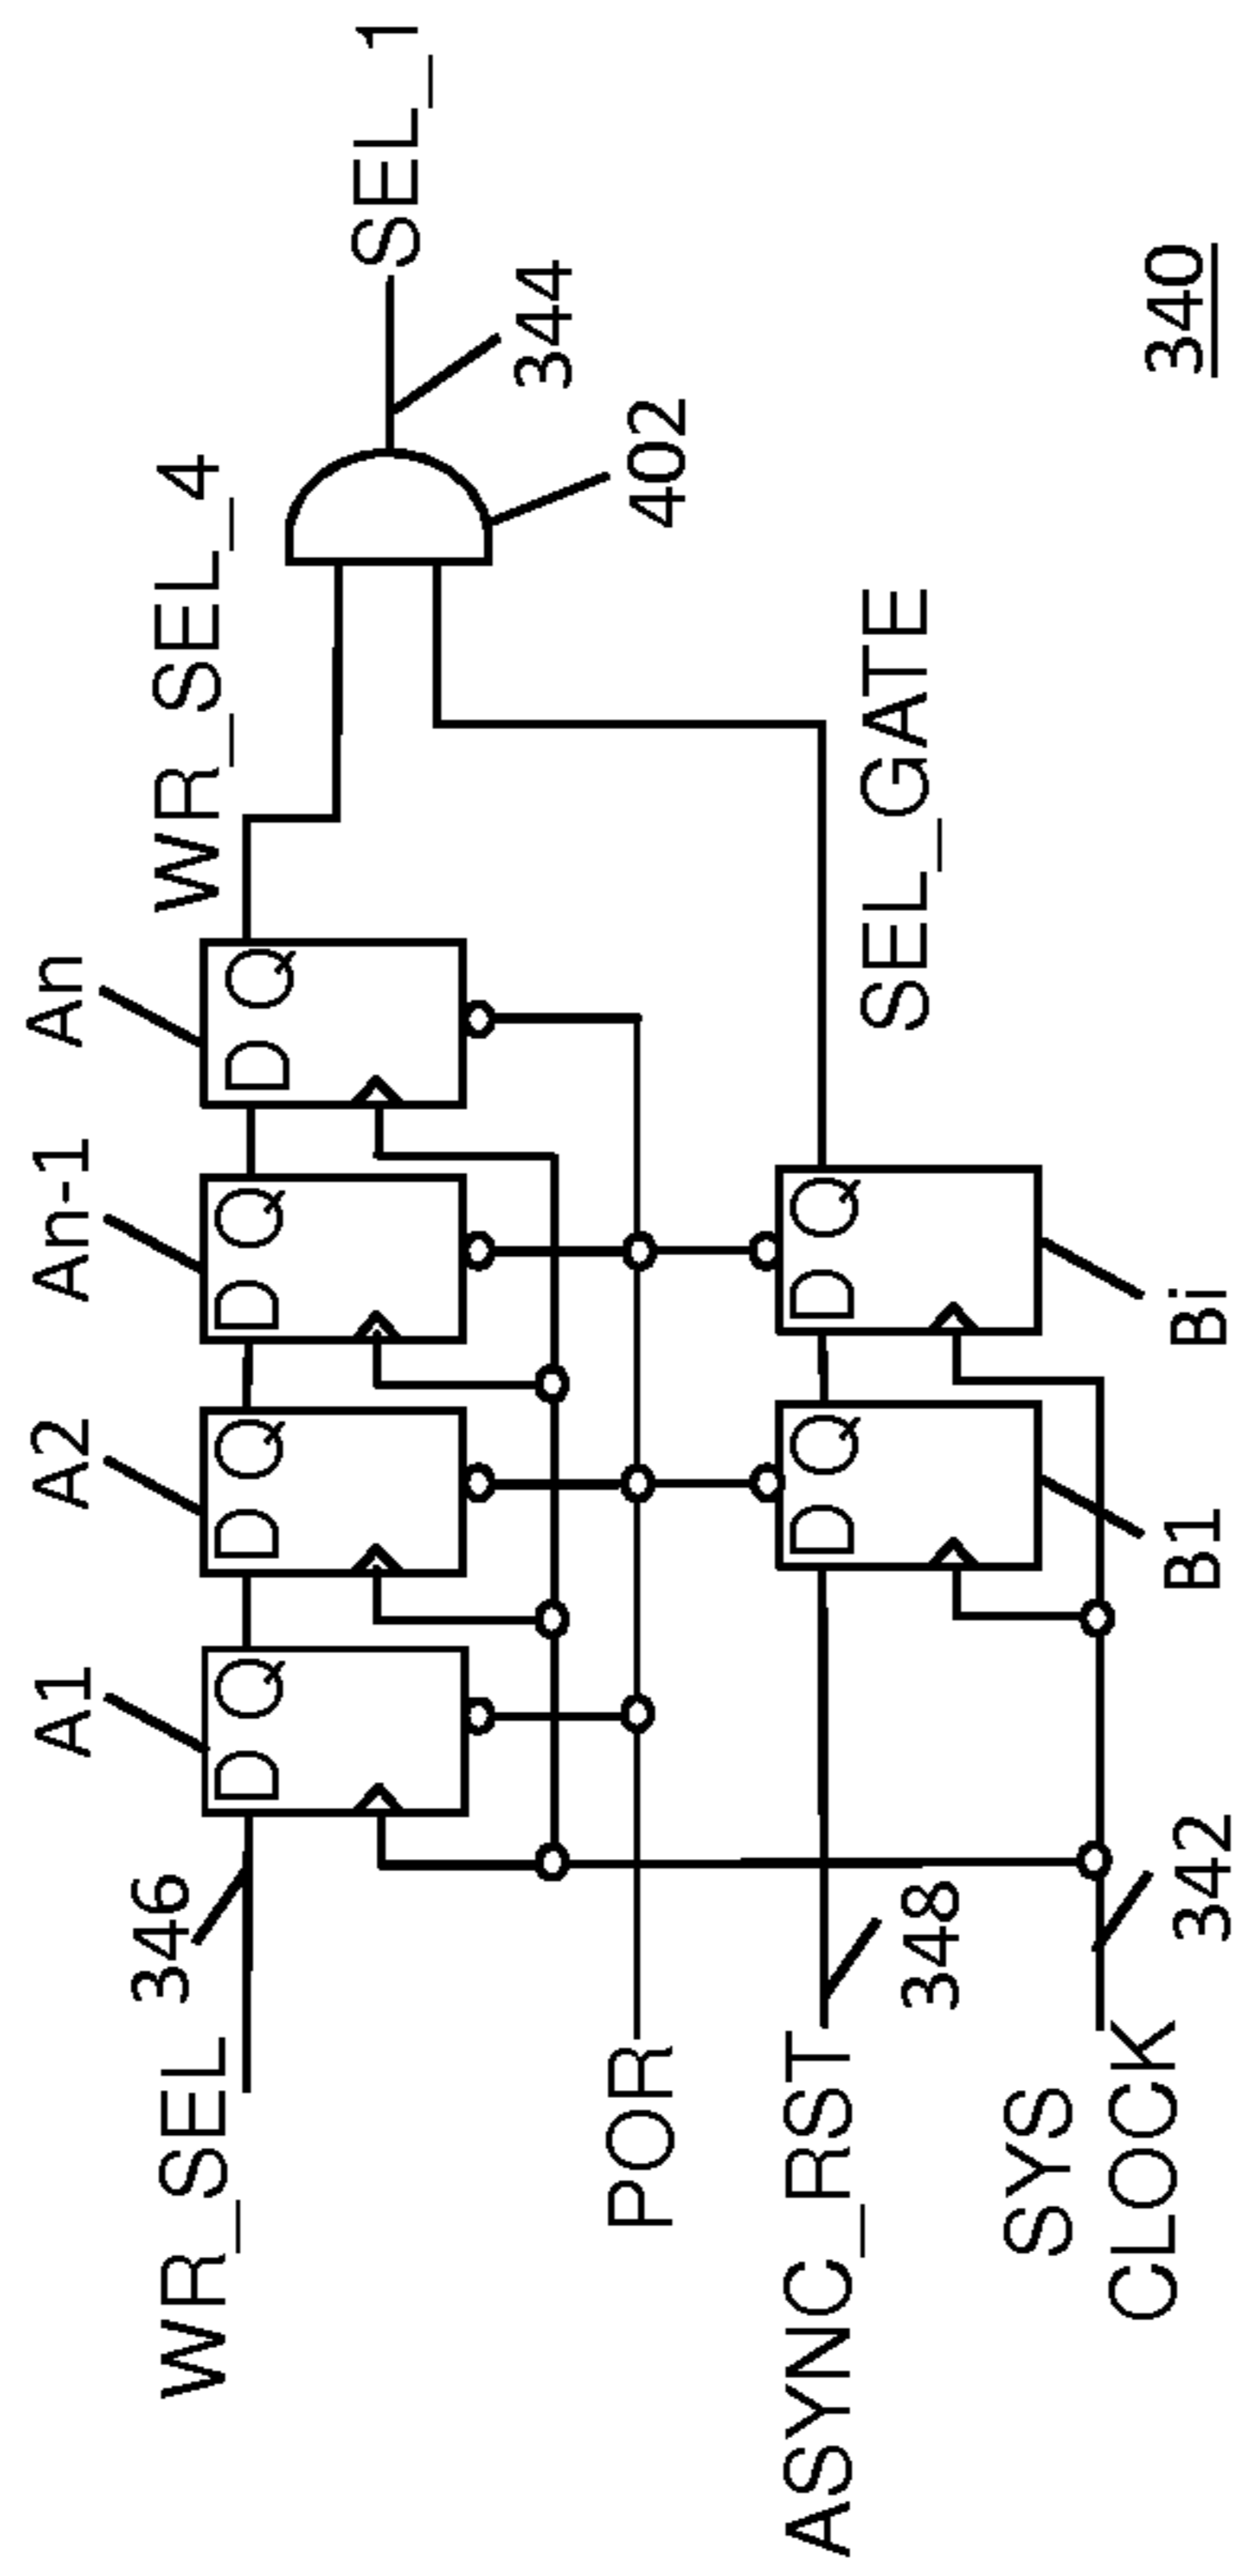 A1
A2
An-1
An
WR_SEL
346
WR_SEL_4
D Q
D Q
D Q
D Q
SEL_1
344
402
POR
ASYNC_RST
348
D Q
D Q
SEL_GATE
SYS
CLOCK
342
B1
Bi
340